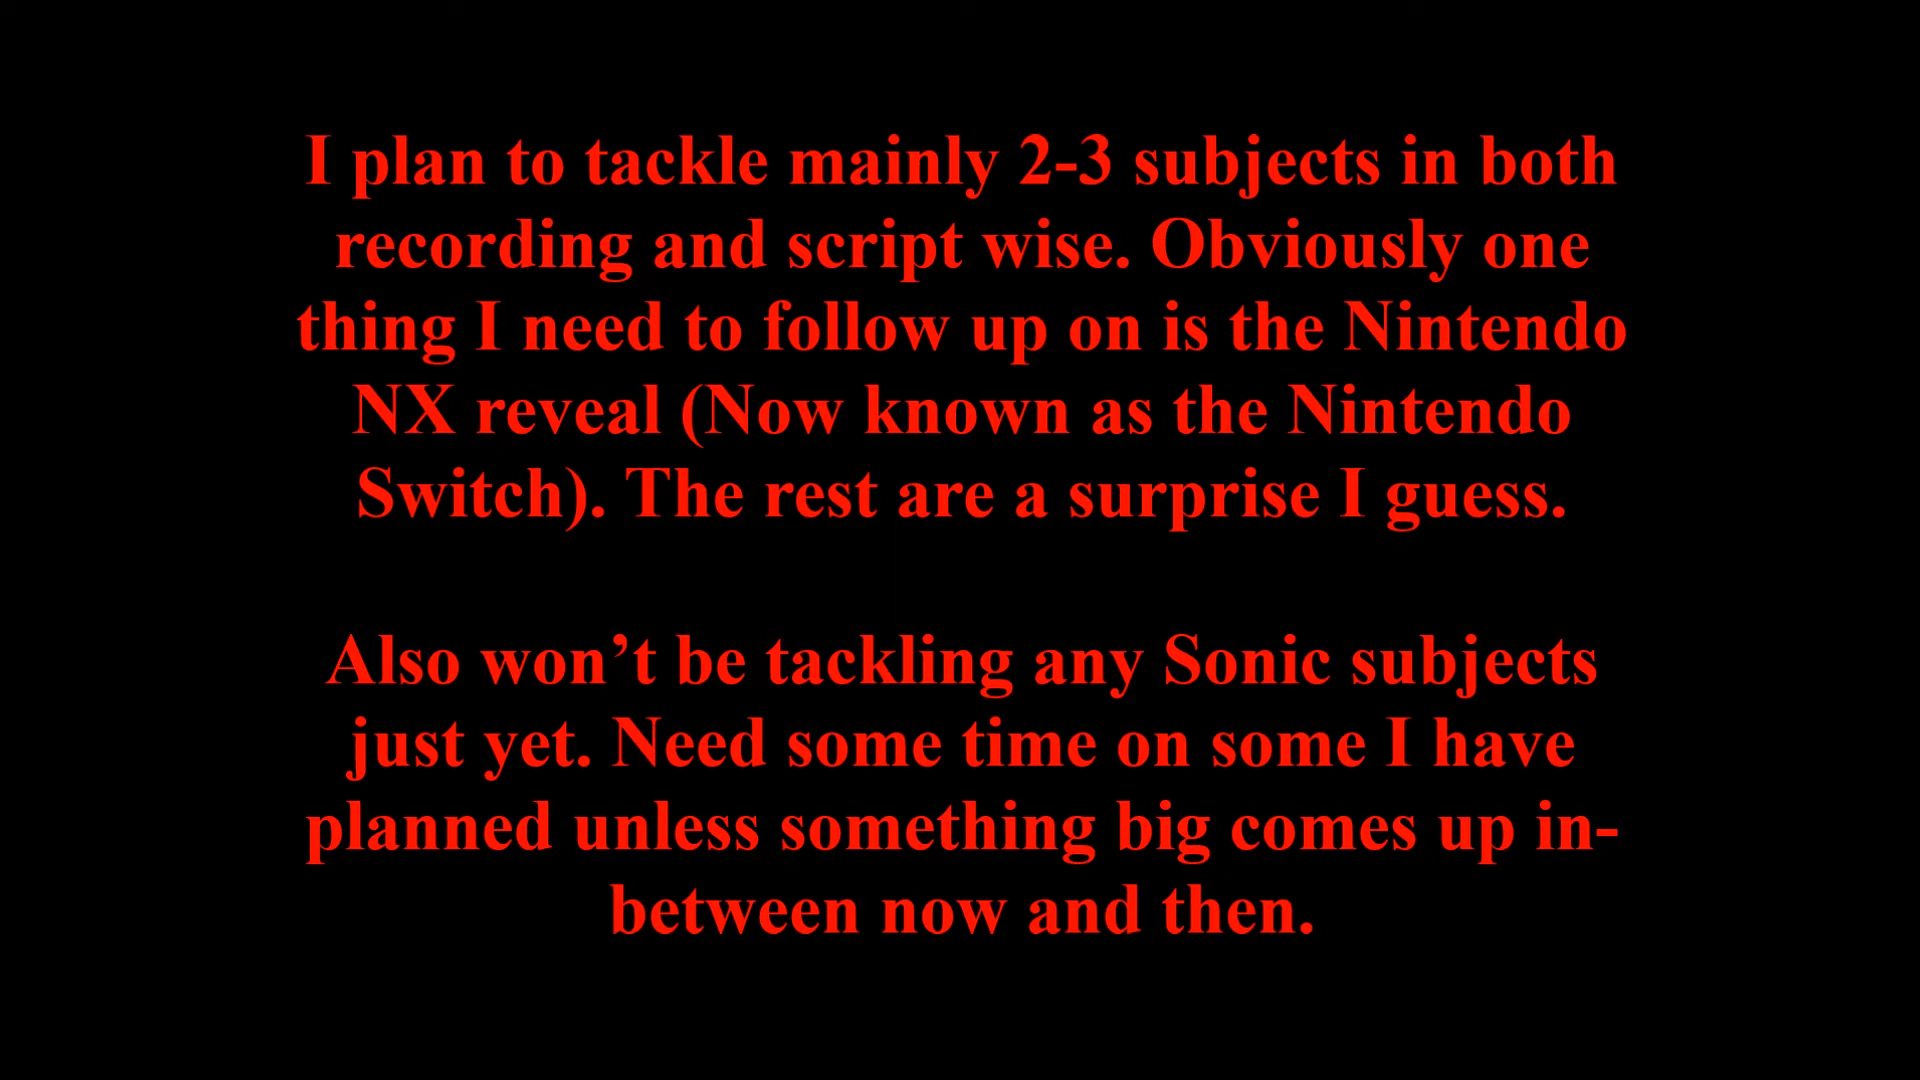 I plan to tackle mainly 2-3 subjects in both
recording and script wise. Obviously one
thing I need to follow up on is the Nintendo
NX reveal (Now known as the Nintendo
Switch). The rest are a surprise I guess.
Also won’t be tackling any Sonic subjects
just yet. Need some time on some I have
planned unless something big comes up in-
between now and then.